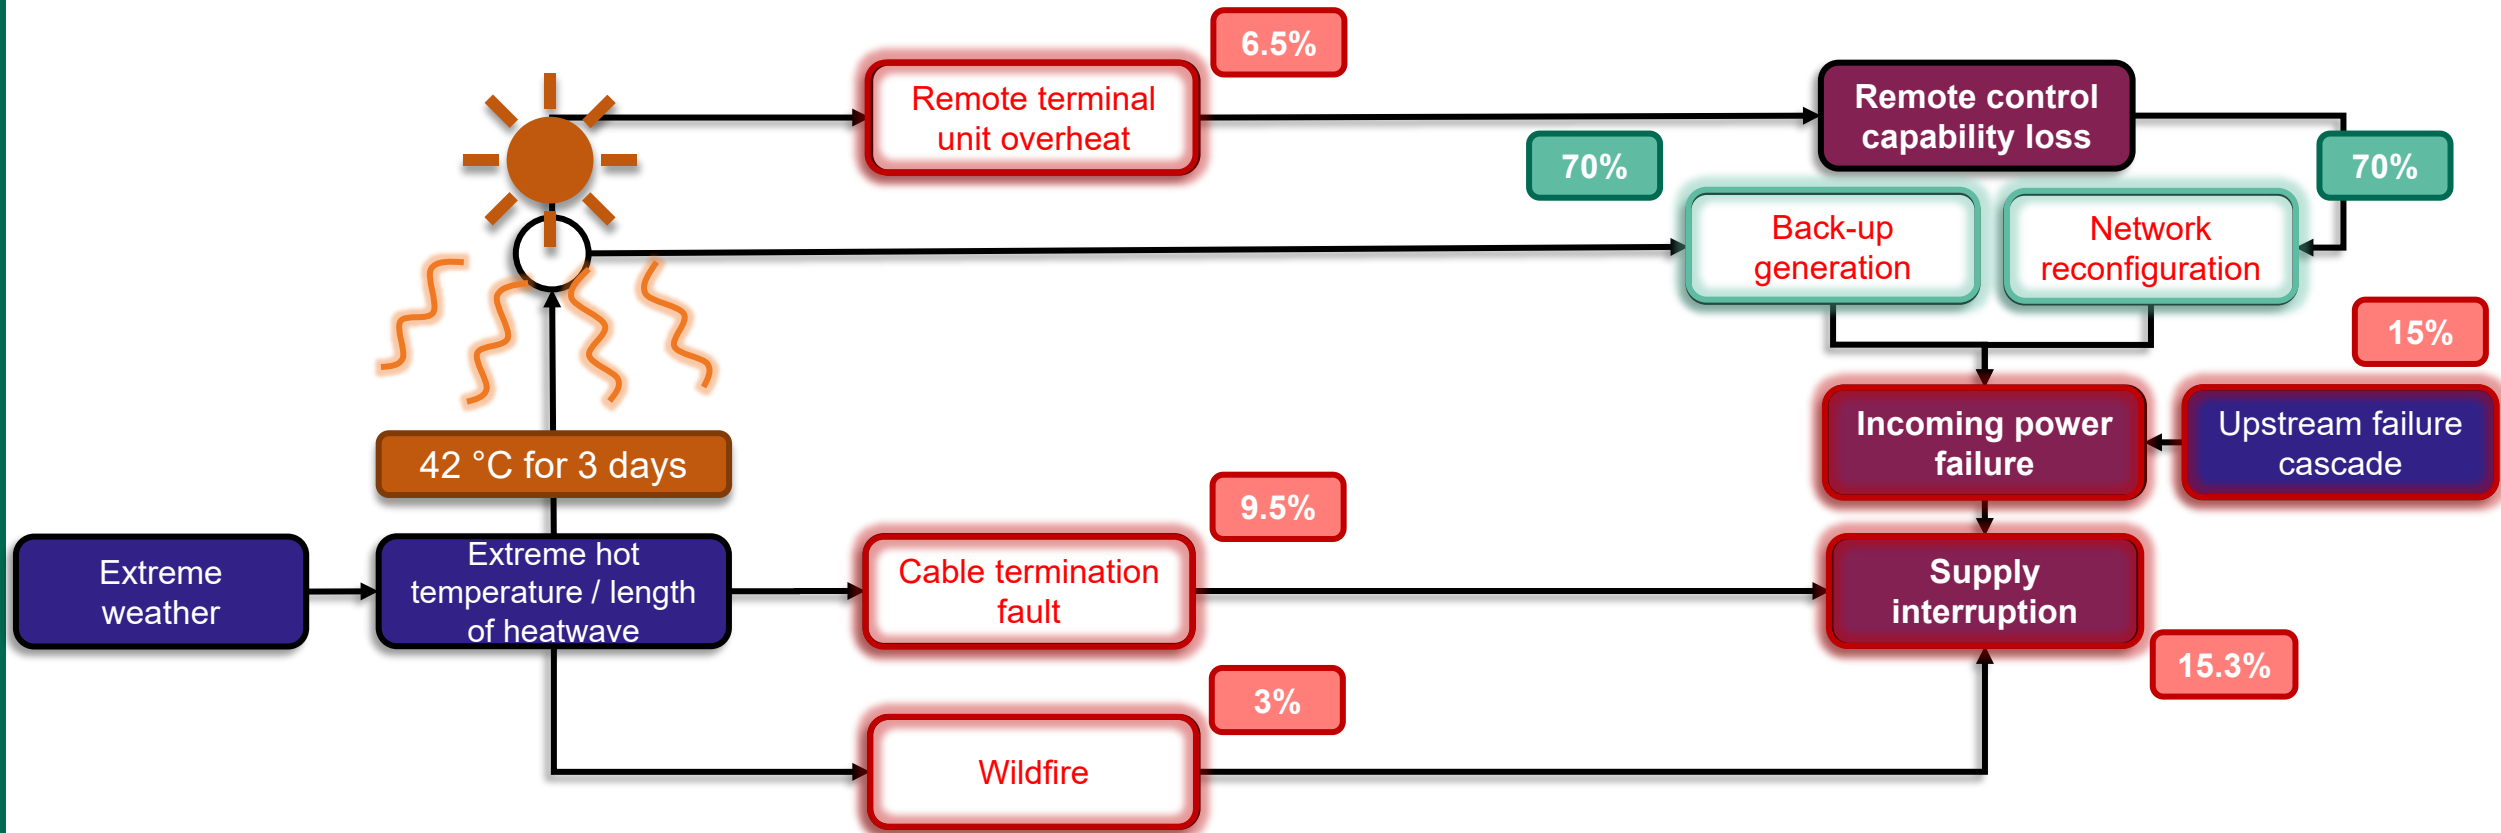 6.5%
Remote terminal
unit overheat
Remote control
capability loss
70%
70%
Back-up
generation
Network
reconfiguration
15%
Incoming power
failure
Upstream failure
cascade
42 °C for 3 days
9.5%
Extreme
weather
Extreme hot
temperature / length
of heatwave
Cable termination
fault
Supply
interruption
15.3%
3%
Wildfire